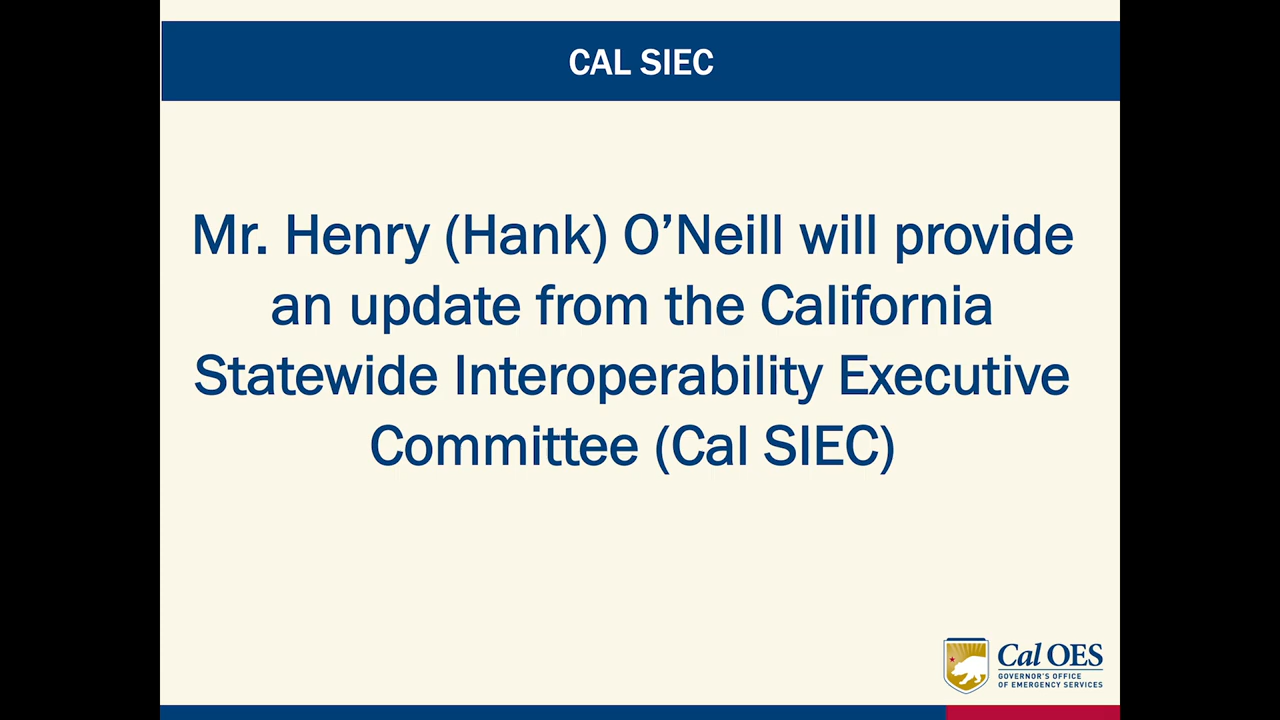 CAL SIEC
Mr. Henry (Hank) O’Neill will provide
an update from the California
Statewide Interoperability Executive
Committee (Cal SIEC)
Cal OES
GOVERNOR'S OFFICE
OF EMERGENCY SERVICES